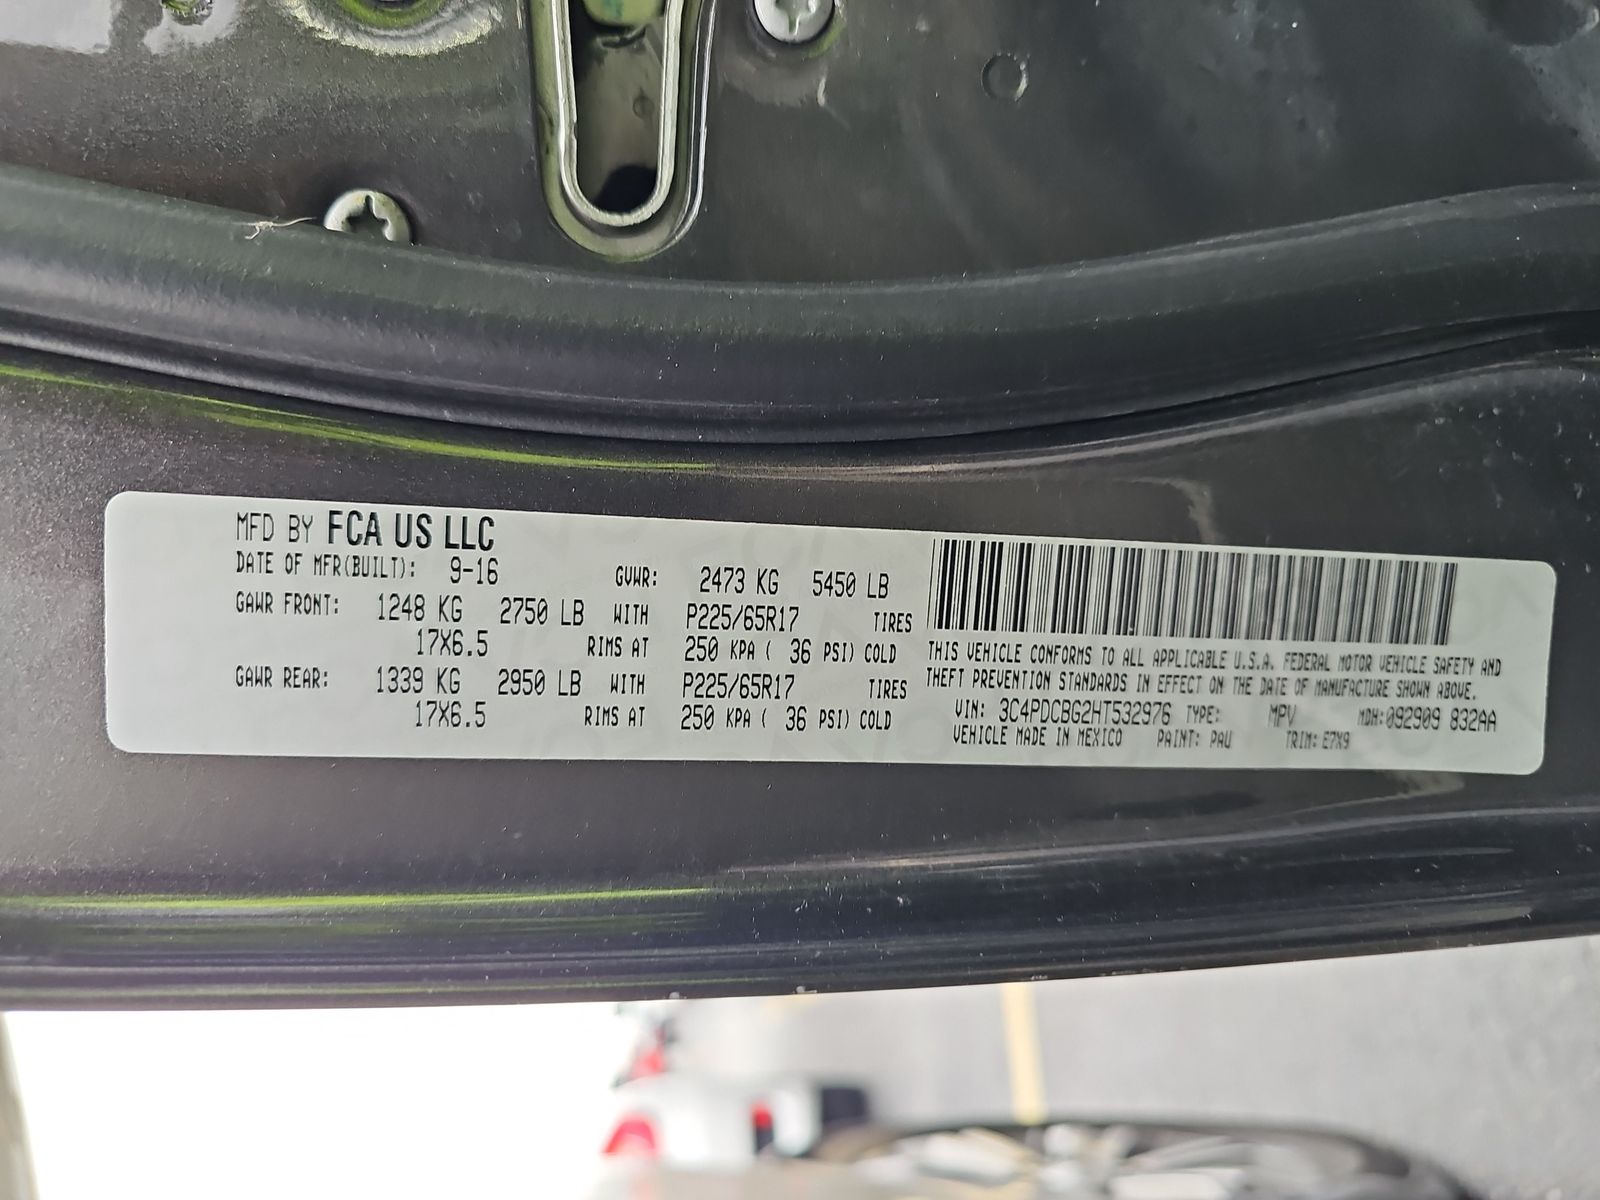 MFD BY FCA US LLC
DATE OF MFR(BUILT): 9-16 GVWR: 2473 KG 5450 LB
GAWR FRONT: 1248 KG 2750 LB WITH P225/65R17 TIRES
17X6.5 RIMS AT 250 KPA ( 36 PSI) COLD
GAWR REAR: 1339 KG 2950 LB WITH P225/65R17 TIRES
17X6.5 RIMS AT 250 KPA ( 36 PSI) COLD
THIS VEHICLE CONFORMS TO ALL APPLICABLE U.S.A. FEDERAL MOTOR VEHICLE SAFETY AND
THEFT PREVENTION STANDARDS IN EFFECT ON THE DATE OF MANUFACTURE SHOWN ABOVE.
VIN: 3C4PDCBG2HT532976 TYPE: MPV MDH:092909 832AA
VEHICLE MADE IN MEXICO PAINT: PAU TRIM: E7X9